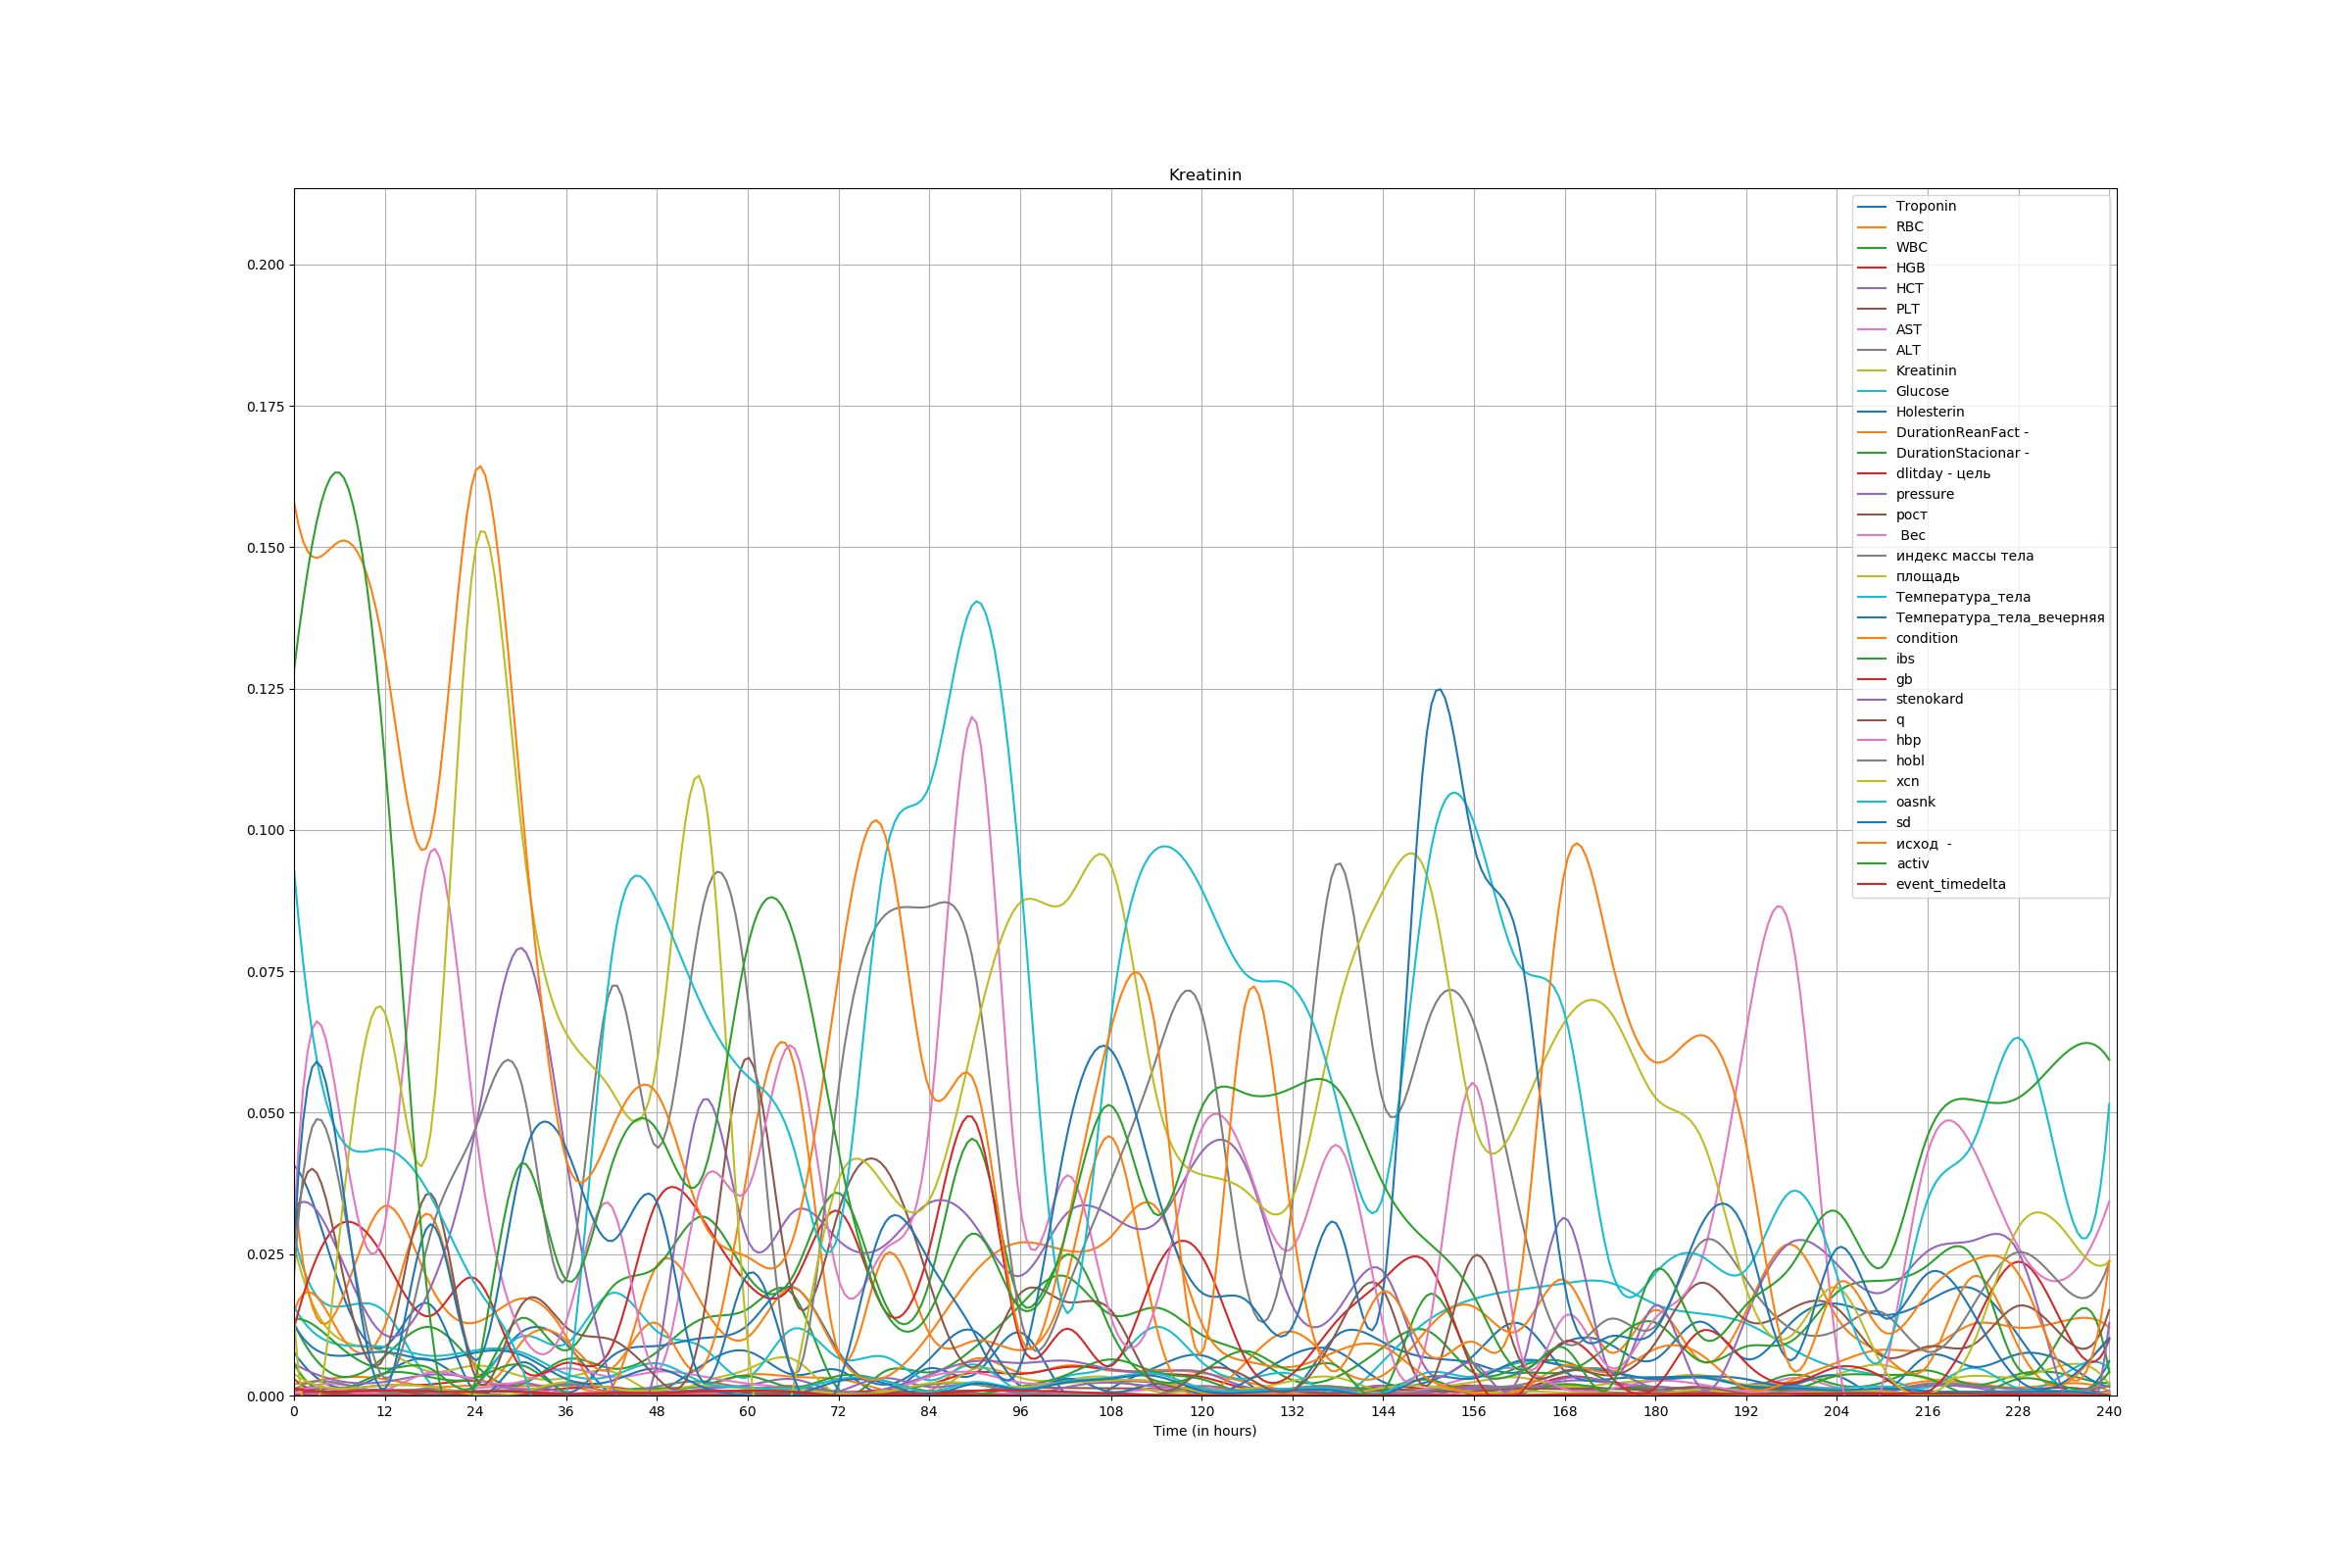 Kreatinin
0.200
0.175
0.150
0.125
0.100
0.075
0.050
0.025
0.000
0 12 24 36 48 60 72 84 96 108 120 132 144 156 168 180 192 204 216 228 240
Time (in hours)
Troponin
RBC
WBC
HGB
HCT
PLT
AST
ALT
Kreatinin
Glucose
Holesterin
DurationReanFact -
DurationStacionar -
dlitday - цель
pressure
рост
Вес
индекс массы тела
площадь
Температура_тела
Температура_тела_вечерняя
condition
ibs
gb
stenokard
q
hbp
hobl
xcn
oasnk
sd
исход  -
activ
event_timedelta